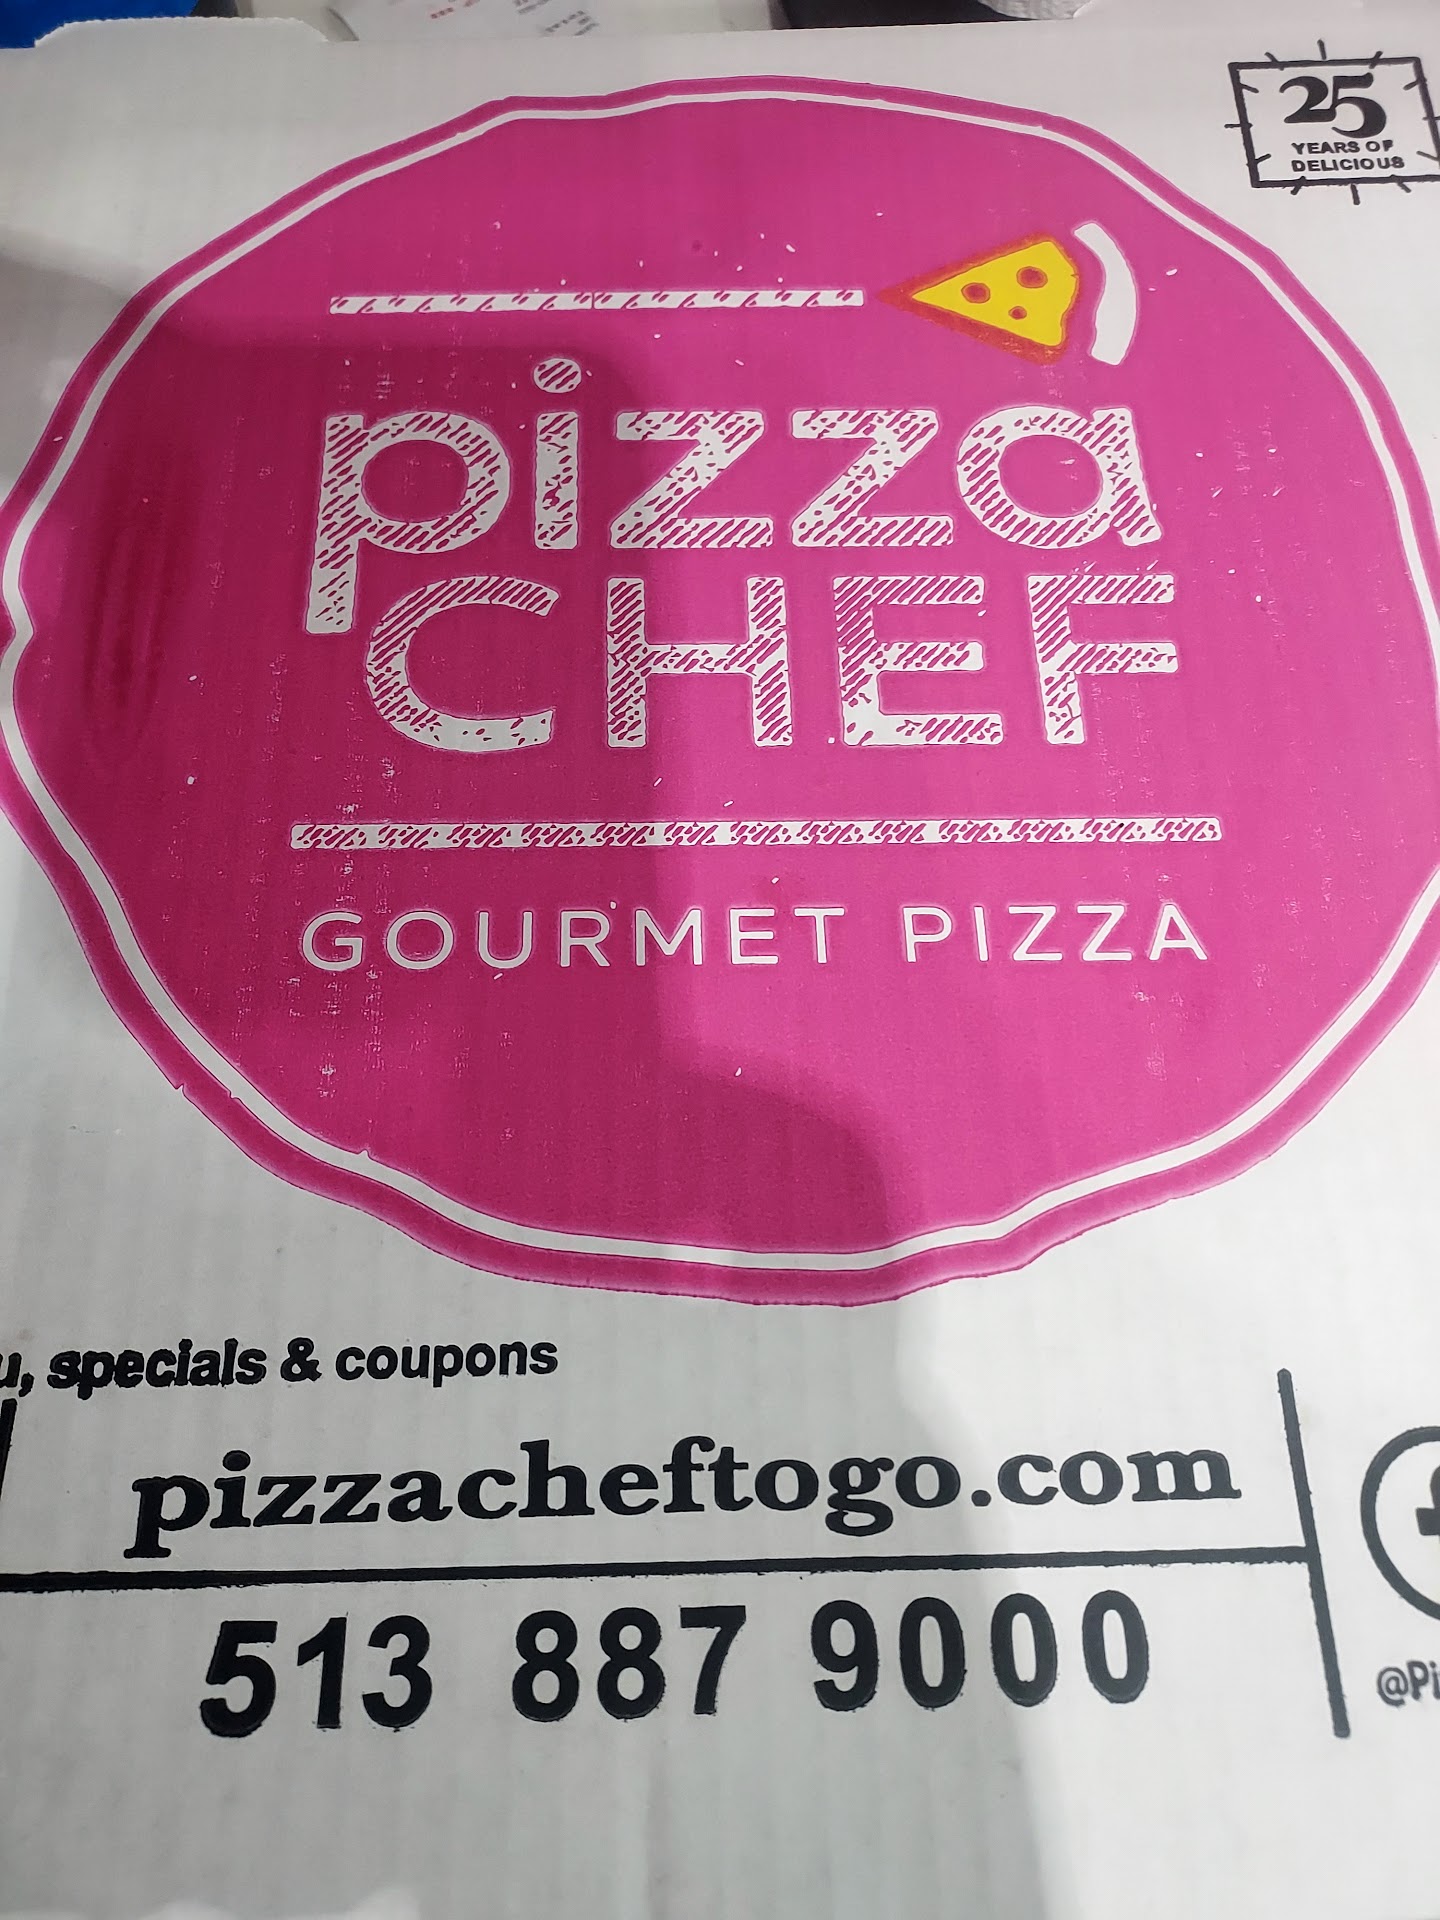 25
YEARS OF
DELICIOUS
pizza
CHEF
GOURMET PIZZA
, specials & coupons
pizzacheftogo.com
513 887 9000